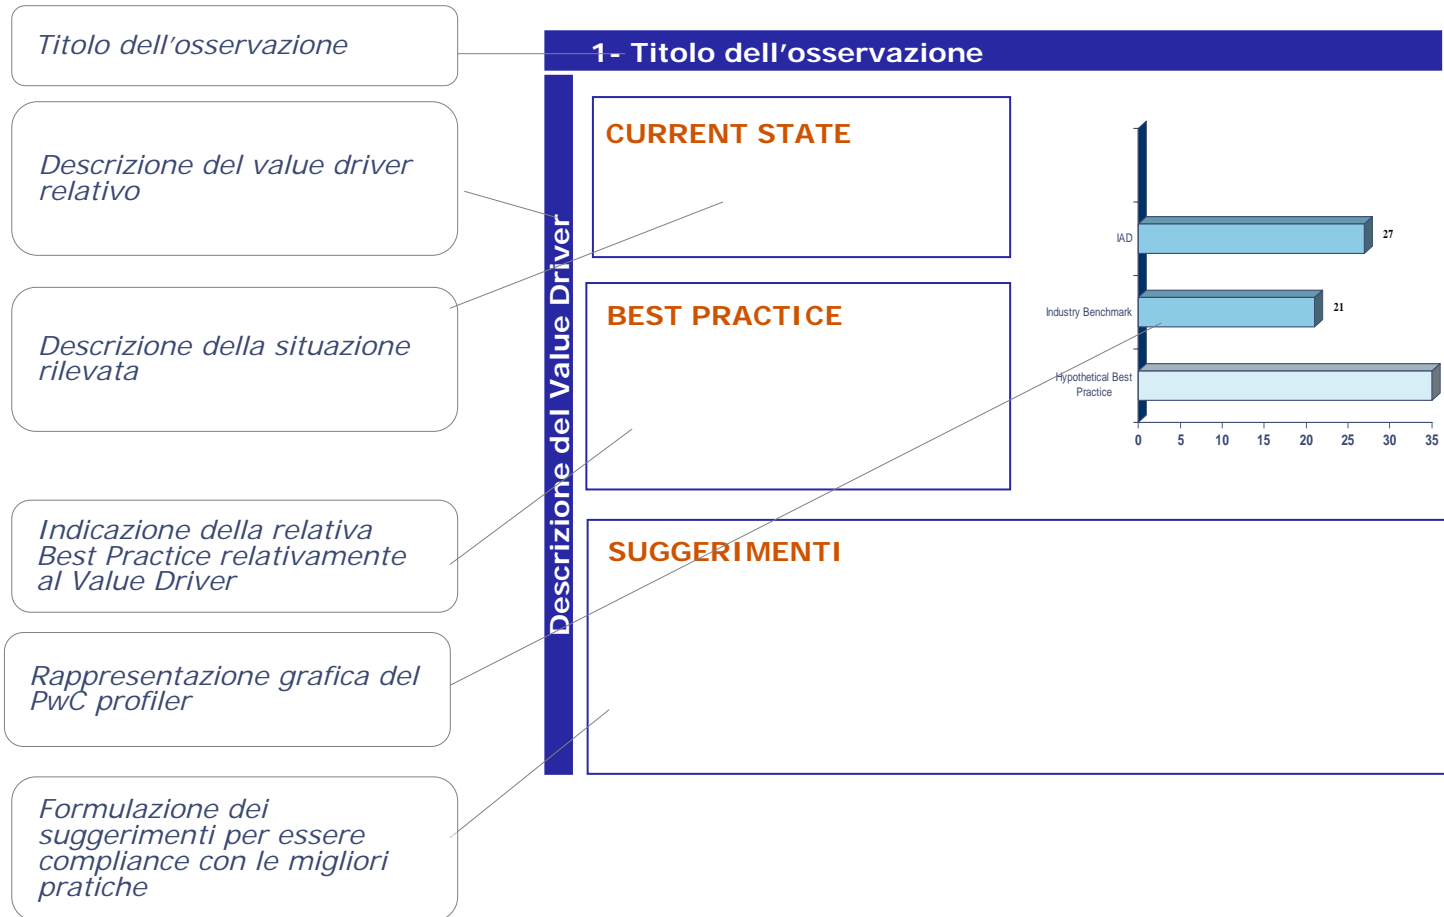 Titolo dell'osservazione
Descrizione del value driver
relativo
Descrizione della situazione
rilevata
Indicazione della relativa
Best Practice relativamente
al Value Driver
Rappresentazione grafica del
PwC profiler
Formulazione dei
suggerimenti per essere
compliance con le migliori
pratiche
1- Titolo dell'osservazione
Descrizione del Value Driver
CURRENT STATE
BEST PRACTICE
SUGGERIMENTI
IAD
27
Industry Benchmark
21
Hypothetical Best
Practice
0 5 10 15 20 25 30 35